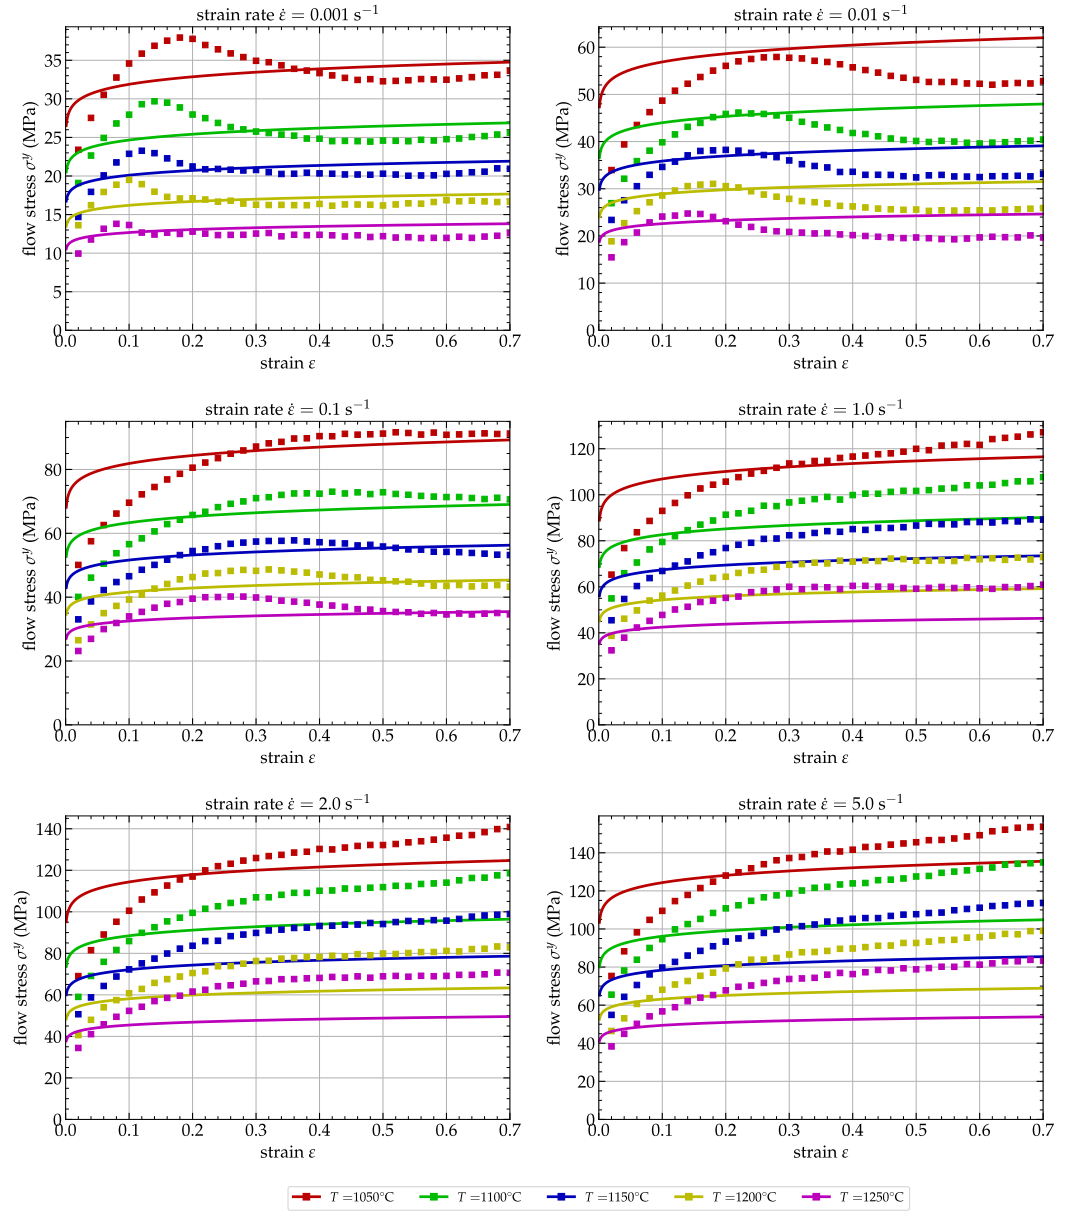 strain rate ε̇ = 0.001 s⁻¹
flow stress σʸ (MPa)
35
30
25
20
15
10
5
0
0.0 0.1 0.2 0.3 0.4 0.5 0.6 0.7
strain ε
strain rate ε̇ = 0.01 s⁻¹
flow stress σʸ (MPa)
60
50
40
30
20
10
0
0.0 0.1 0.2 0.3 0.4 0.5 0.6 0.7
strain ε
strain rate ε̇ = 0.1 s⁻¹
flow stress σʸ (MPa)
80
60
40
20
0
0.0 0.1 0.2 0.3 0.4 0.5 0.6 0.7
strain ε
strain rate ε̇ = 1.0 s⁻¹
flow stress σʸ (MPa)
120
100
80
60
40
20
0
0.0 0.1 0.2 0.3 0.4 0.5 0.6 0.7
strain ε
strain rate ε̇ = 2.0 s⁻¹
flow stress σʸ (MPa)
140
120
100
80
60
40
20
0
0.0 0.1 0.2 0.3 0.4 0.5 0.6 0.7
strain ε
strain rate ε̇ = 5.0 s⁻¹
flow stress σʸ (MPa)
140
120
100
80
60
40
20
0
0.0 0.1 0.2 0.3 0.4 0.5 0.6 0.7
strain ε
T =1050°C T =1100°C T =1150°C T =1200°C T =1250°C